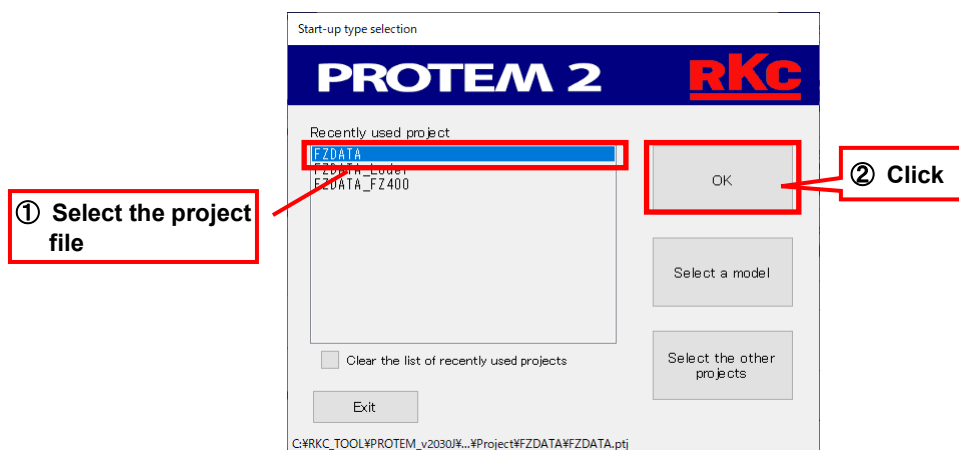 Start-up type selection
PROTEM 2
RKC
Recently used project
FZDATA
FZDATA_Loder
FZDATA_FZ400
① Select the project
file
OK
② Click
Select a model
Select the other
projects
Clear the list of recently used projects
Exit
C:¥RKC_TOOL¥PROTEM_v2030J¥...¥Project¥FZDATA¥FZDATA.ptj